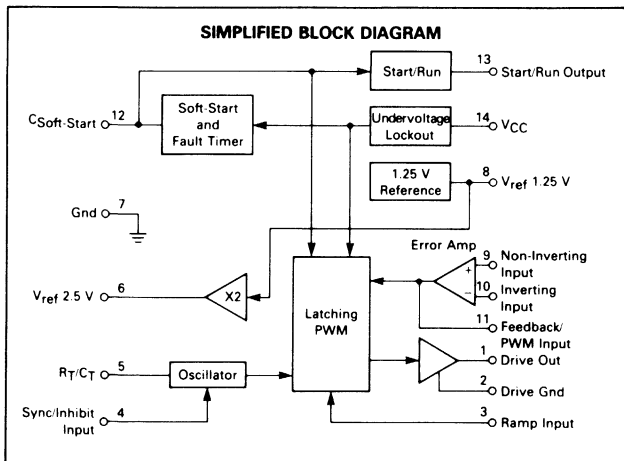 SIMPLIFIED BLOCK DIAGRAM
13
Start/Run
Start/Run Output
CSoft-Start
12
Soft-Start
and
Fault Timer
Undervoltage
Lockout
14
VCC
1.25 V
Reference
8
Vref 1.25 V
Gnd
7
Error Amp
9
Non-Inverting
Input
+
10
Inverting
Input
−
11
Feedback/
PWM Input
Vref 2.5 V
6
X2
Latching
PWM
1
Drive Out
RT/CT
5
Oscillator
2
Drive Gnd
Sync/Inhibit
Input
4
3
Ramp Input